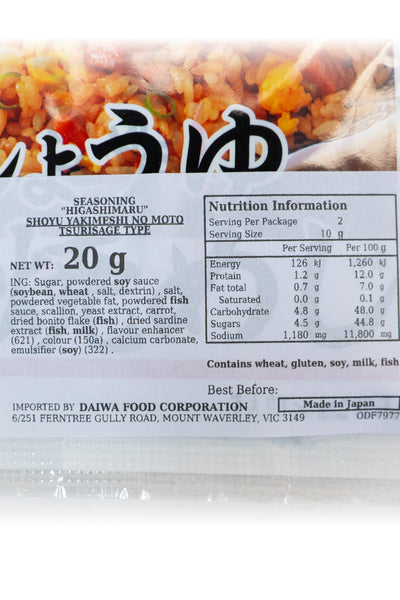 しょうゆ
SEASONING
"HIGASHIMARU"
SHOYU YAKIMESHI NO MOTO
TSURISAGE TYPE
NET WT: 20 g
ING: Sugar, powdered soy sauce
(soybean, wheat , salt, dextrin) , salt,
powdered vegetable fat, powdered fish
sauce, scallion, yeast extract, carrot,
dried bonito flake (fish) , dried sardine
extract (fish, milk) , flavour enhancer
(621) , colour (150a) , calcium carbonate,
emulsifier (soy) (322) .
Nutrition Information
Serving Per Package 2
Serving Size 10 g
Per Serving Per 100 g
Energy 126 kJ 1,260 kJ
Protein 1.2 g 12.0 g
Fat total 0.7 g 7.0 g
Saturated 0.0 g 0.1 g
Carbohydrate 4.8 g 48.0 g
Sugars 4.5 g 44.8 g
Sodium 1,180 mg 11,800 mg
Contains wheat, gluten, soy, milk, fish
Best Before:
IMPORTED BY DAIWA FOOD CORPORATION
Made in Japan
6/251 FERNTREE GULLY ROAD, MOUNT WAVERLEY, VIC 3149
ODF7977